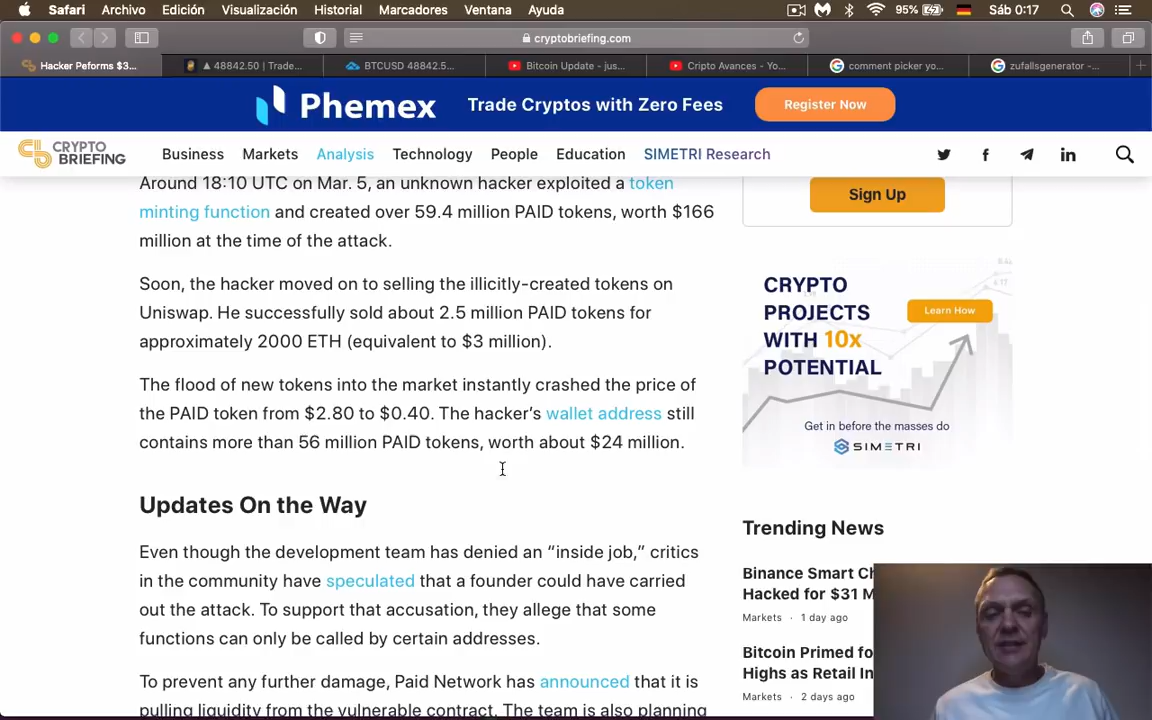 Safari Archivo Edición Visualización Historial Marcadores Ventana Ayuda 95% Sáb 0:17
cryptobriefing.com
Hacker Peforms $3... ▲ 48842.50 | Trade... BTCUSD 48842.5... Bitcoin Update - jus... Cripto Avances - Yo... comment picker yo... zufallsgenerator -...
Phemex Trade Cryptos with Zero Fees Register Now
CRYPTO
BRIEFING
Business Markets Analysis Technology People Education SIMETRI Research
Around 18:10 UTC on Mar. 5, an unknown hacker exploited a token
minting function and created over 59.4 million PAID tokens, worth $166
million at the time of the attack.
Soon, the hacker moved on to selling the illicitly-created tokens on
Uniswap. He successfully sold about 2.5 million PAID tokens for
approximately 2000 ETH (equivalent to $3 million).
The flood of new tokens into the market instantly crashed the price of
the PAID token from $2.80 to $0.40. The hacker's wallet address still
contains more than 56 million PAID tokens, worth about $24 million.
Updates On the Way
Even though the development team has denied an “inside job,” critics
in the community have speculated that a founder could have carried
out the attack. To support that accusation, they allege that some
functions can only be called by certain addresses.
To prevent any further damage, Paid Network has announced that it is
pulling liquidity from the vulnerable contract. The team is also planning
Sign Up
CRYPTO
PROJECTS
WITH 10x
POTENTIAL
Learn How
Get in before the masses do
SIMETRI
Trending News
Binance Smart Ch
Hacked for $31 M
Markets · 1 day ago
Bitcoin Primed fo
Highs as Retail In
Markets · 2 days ago